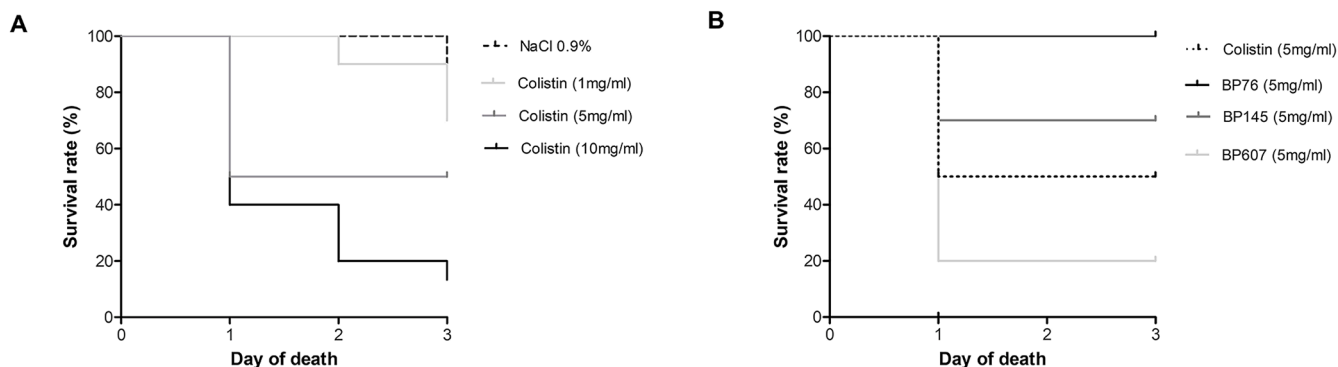 A
Survival rate (%)
100
80
60
40
20
0
0 1 2 3
Day of death
NaCl 0.9%
Colistin (1mg/ml)
Colistin (5mg/ml)
Colistin (10mg/ml)
B
Survival rate (%)
100
80
60
40
20
0
0 1 2 3
Day of death
Colistin (5mg/ml)
BP76 (5mg/ml)
BP145 (5mg/ml)
BP607 (5mg/ml)